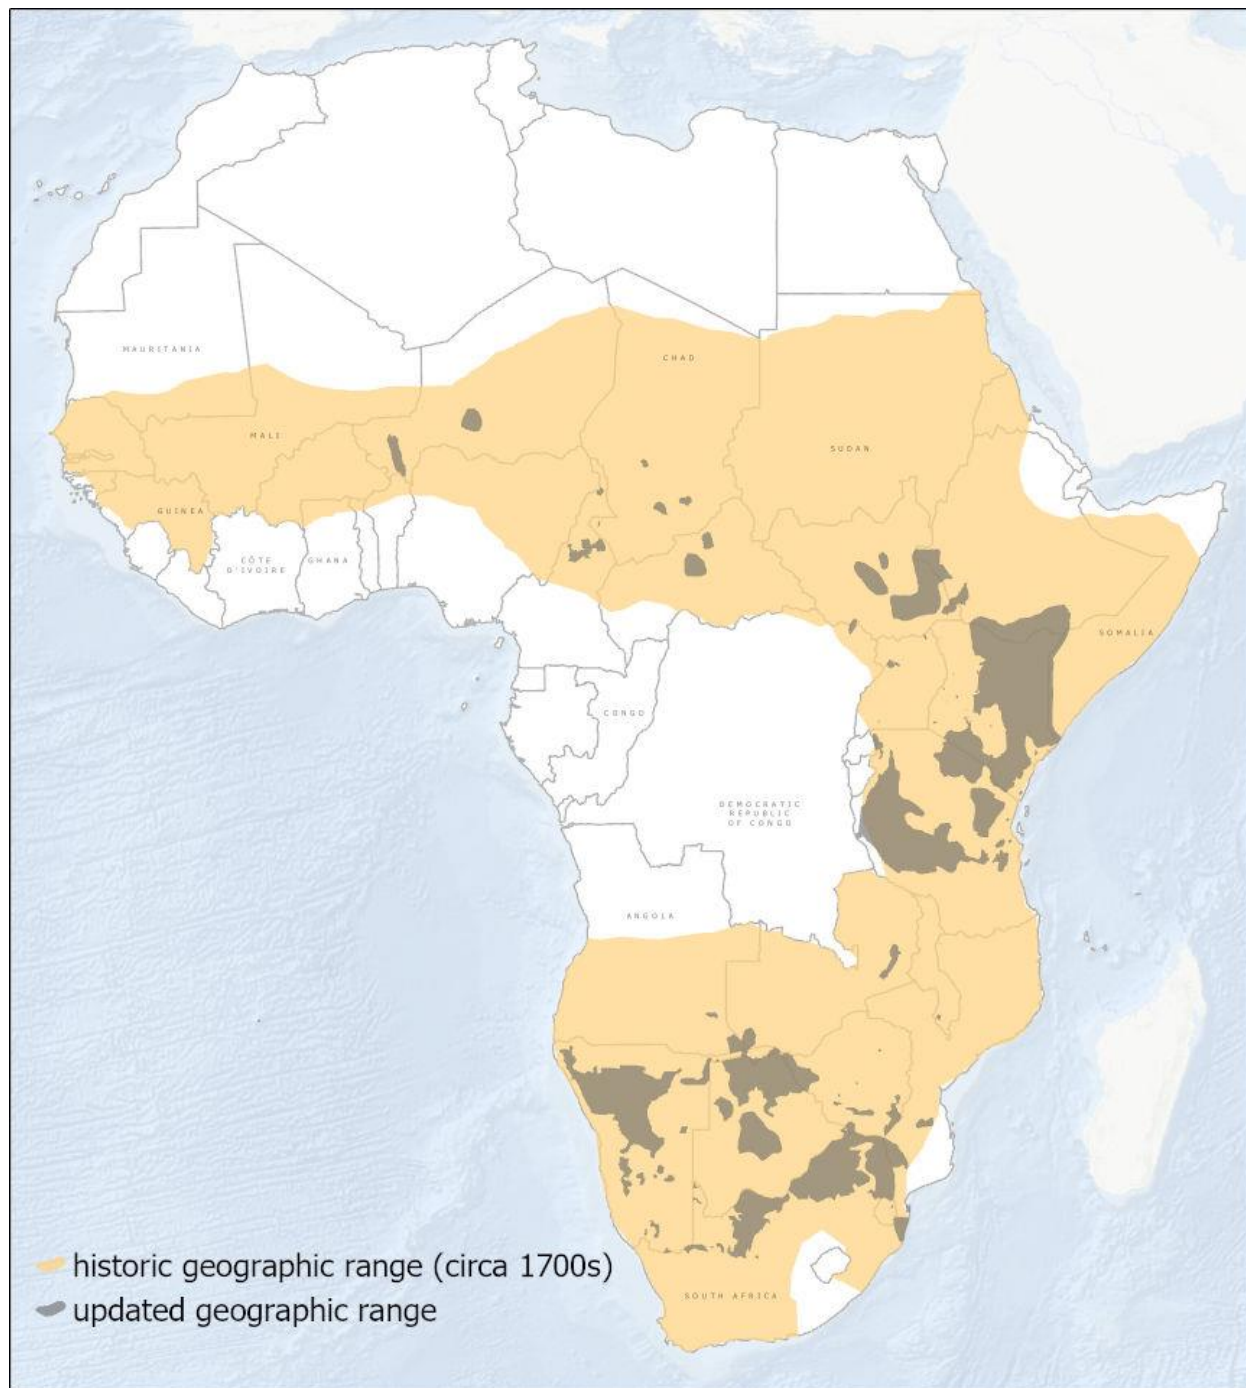 MAURITANIA
CHAD
MALI
SUDAN
GUINEA
CÔTE
D'IVOIRE
GHANA
SOMALIA
CONGO
DEMOCRATIC
REPUBLIC
OF CONGO
ANGOLA
historic geographic range (circa 1700s)
SOUTH AFRICA
updated geographic range